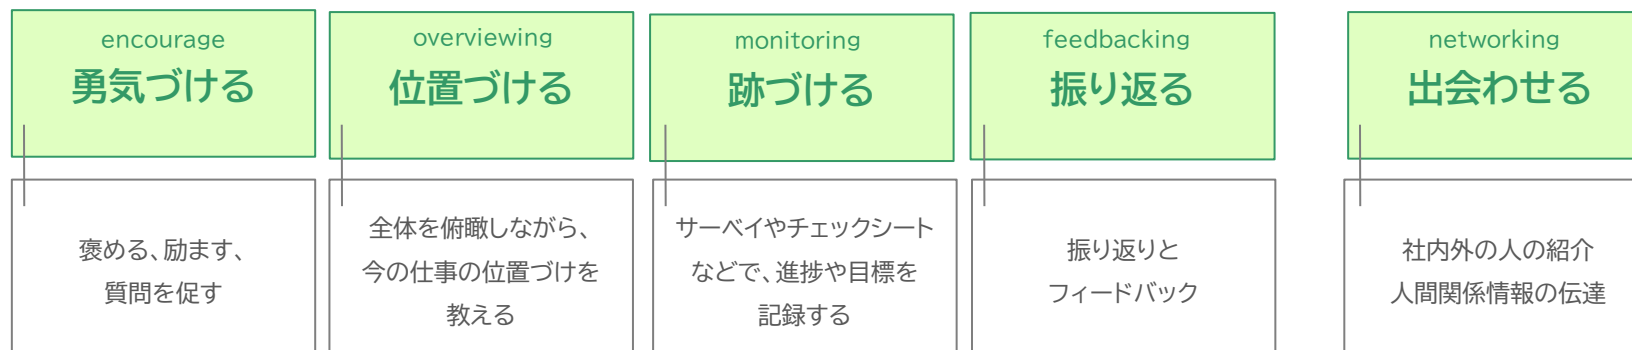 encourage
勇気づける
褒める、励ます、
質問を促す
overviewing
位置づける
全体を俯瞰しながら、
今の仕事の位置づけを
教える
monitoring
跡づける
サーベイやチェックシート
などで、進捗や目標を
記録する
feedbacking
振り返る
振り返りと
フィードバック
networking
出会わせる
社内外の人の紹介
人間関係情報の伝達